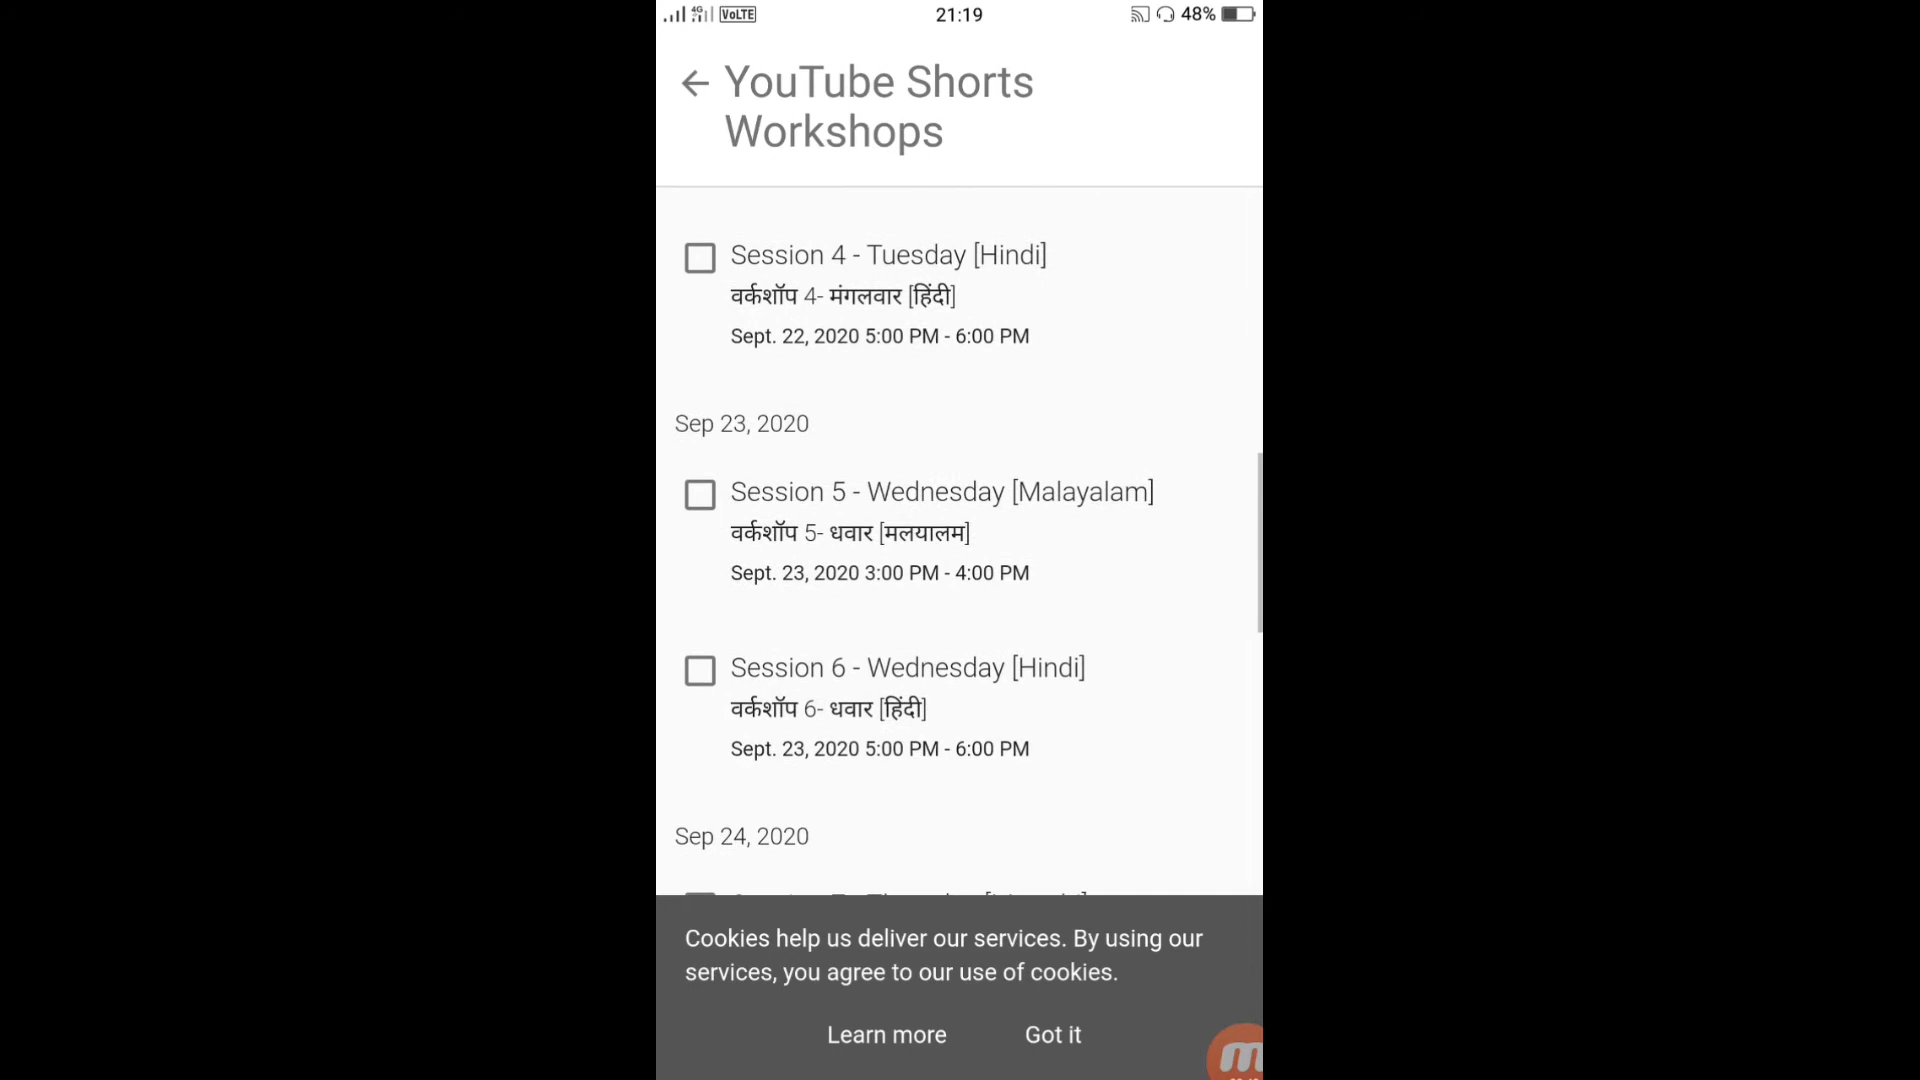 4G VoLTE 21:19 48%
YouTube Shorts
Workshops
Session 4 - Tuesday [Hindi]
वर्कशॉप 4- मंगलवार [हिंदी]
Sept. 22, 2020 5:00 PM - 6:00 PM
Sep 23, 2020
Session 5 - Wednesday [Malayalam]
वर्कशॉप 5- धवार [मलयालम]
Sept. 23, 2020 3:00 PM - 4:00 PM
Session 6 - Wednesday [Hindi]
वर्कशॉप 6- धवार [हिंदी]
Sept. 23, 2020 5:00 PM - 6:00 PM
Sep 24, 2020
Cookies help us deliver our services. By using our
services, you agree to our use of cookies.
Learn more Got it